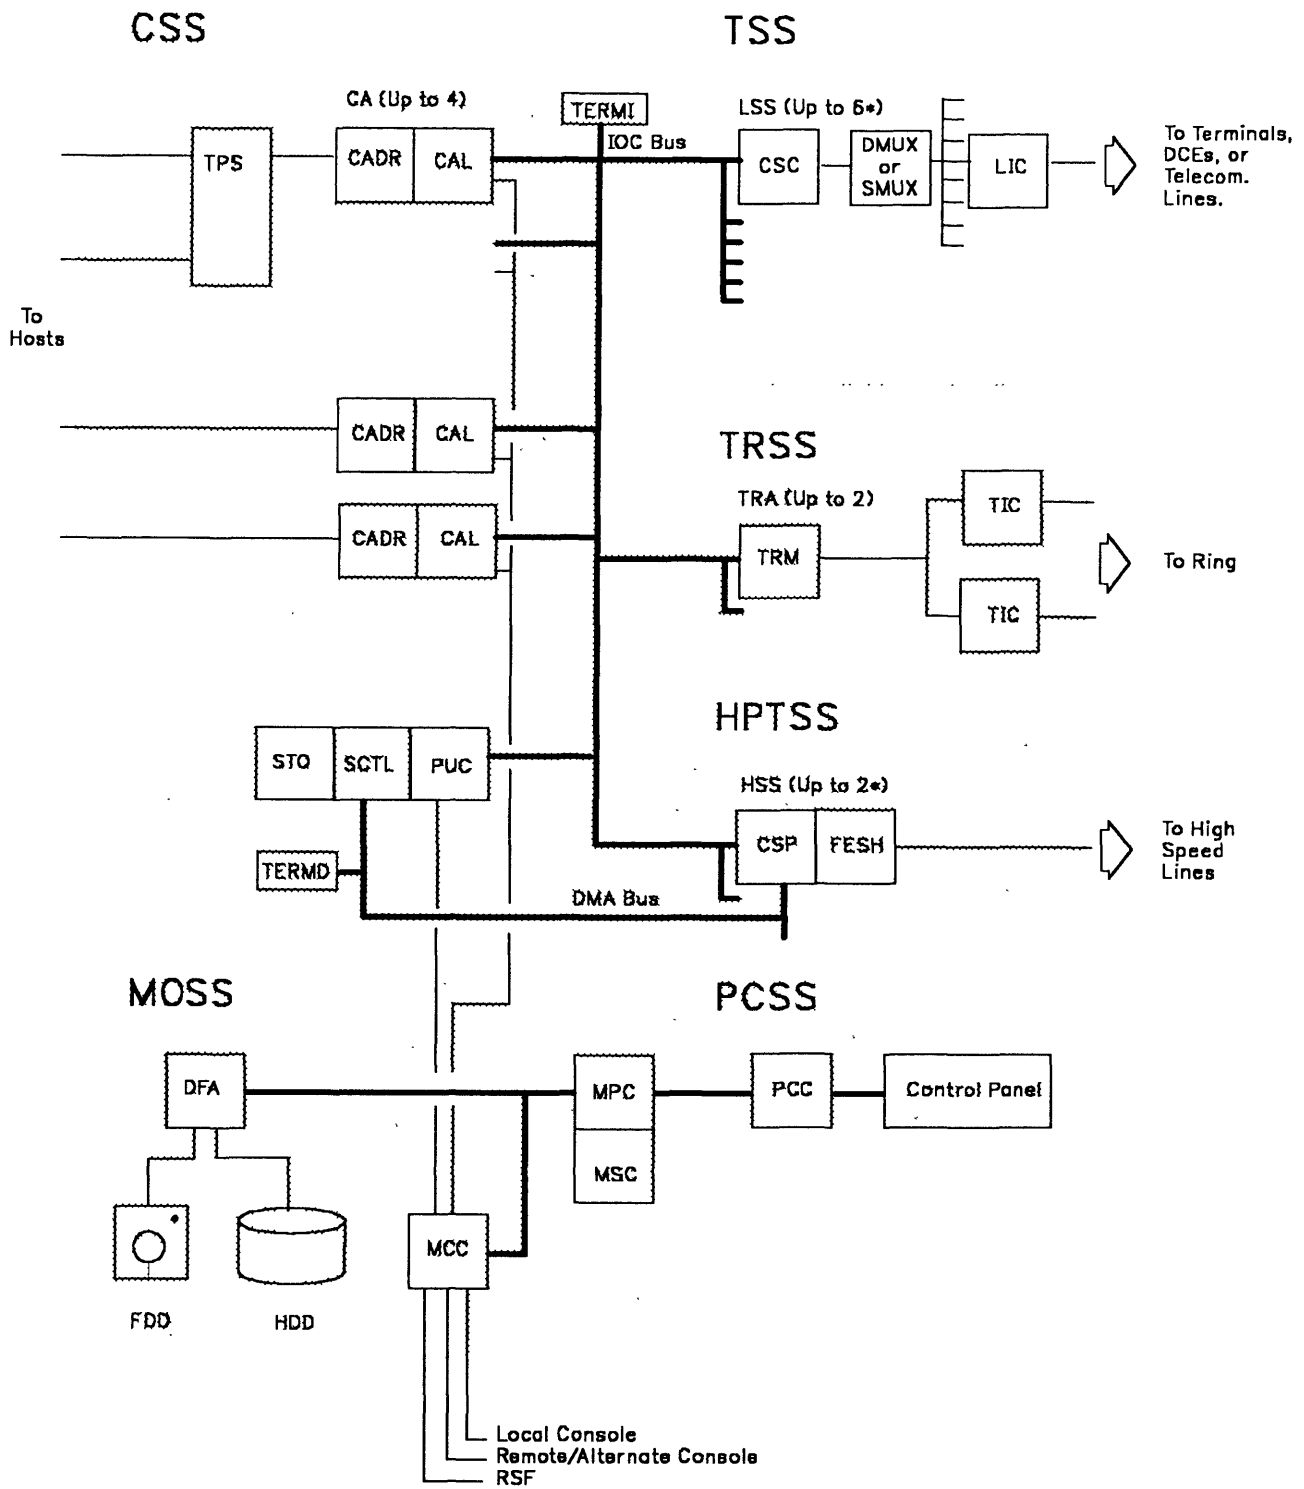 CSS
TSS
CA (Up to 4)
TERMI
LSS (Up to 6*)
IOC Bus
TPS
CADR
CAL
CSC
DMUX
or
SMUX
LIC
To Terminals,
DCEs, or
Telecom.
Lines.
To
Hosts
CADR
CAL
TRSS
TRA (Up to 2)
TIC
CADR
CAL
TRM
To Ring
TIC
HPTSS
STO
SCTL
PUC
HSS (Up to 2*)
CSP
FESH
To High
Speed
Lines
TERMD
DMA Bus
MOSS
PCSS
DFA
MPC
PCC
Control Panel
MSC
MCC
FDD
HDD
Local Console
Remote/Alternate Console
RSF